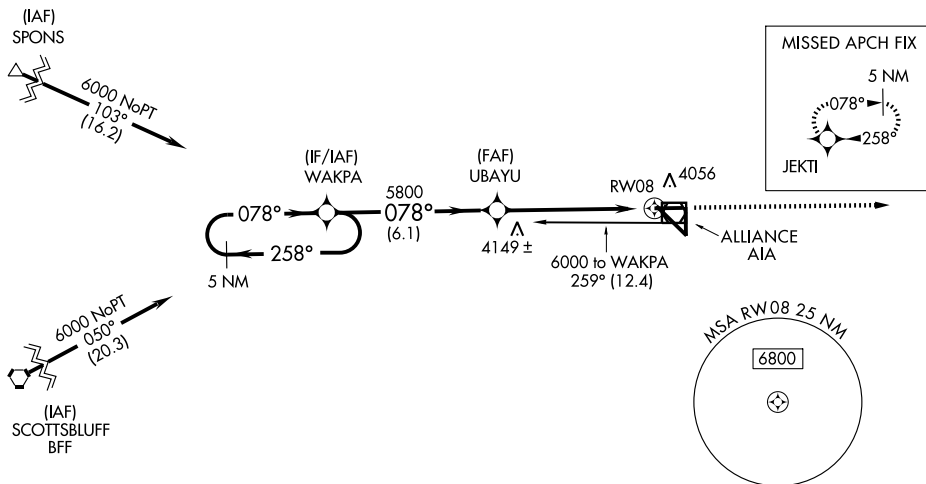 (IAF)
SPONS
6000 NoPT
103°
(16.2)
MISSED APCH FIX
5 NM
078°
258°
JEKTI
(IF/IAF)
WAKPA
078°
258°
5 NM
5800
078°
(6.1)
(FAF)
UBAYU
4149 ±
RW08
4056
ALLIANCE
AIA
6000 to WAKPA
259° (12.4)
6000 NoPT
050°
(20.3)
(IAF)
SCOTTSBLUFF
BFF
MSA RW08 25 NM
6800